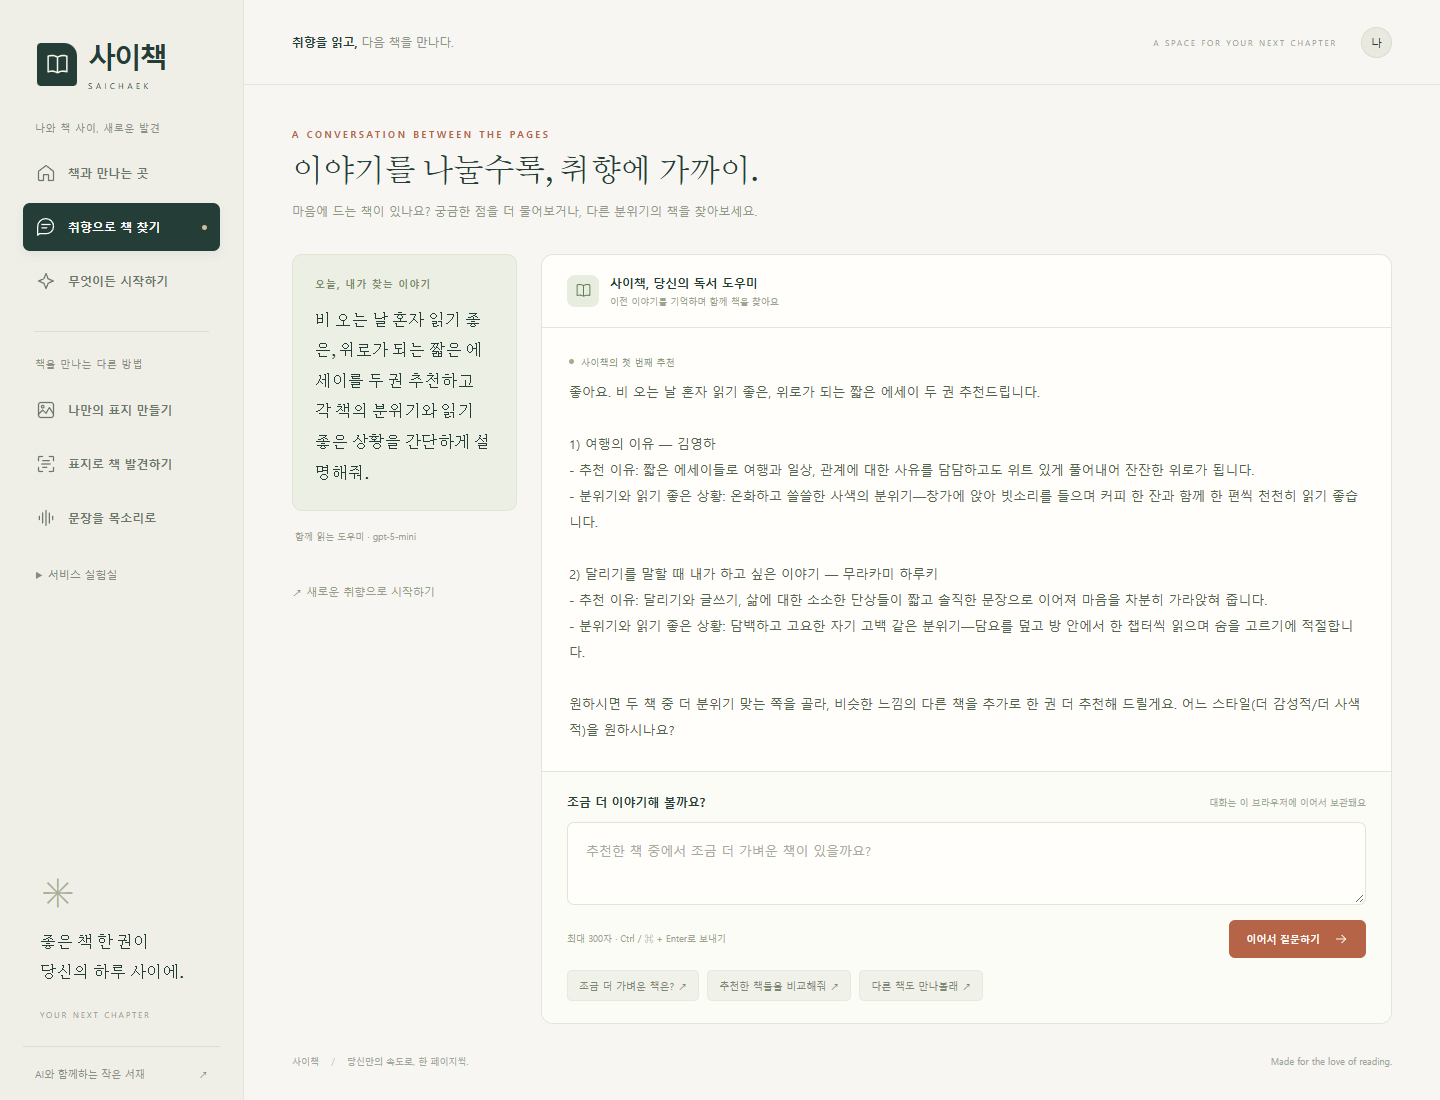 사이책
SAICHAEK
나와 책 사이, 새로운 발견
책과 만나는 곳
취향으로 책 찾기
무엇이든 시작하기
책을 만나는 다른 방법
나만의 표지 만들기
표지로 책 발견하기
문장을 목소리로
▶ 서비스 실험실
좋은 책 한 권이
당신의 하루 사이에.
YOUR NEXT CHAPTER
AI와 함께하는 작은 서재 ↗
취향을 읽고, 다음 책을 만나다.
A SPACE FOR YOUR NEXT CHAPTER
나
A CONVERSATION BETWEEN THE PAGES
이야기를 나눌수록, 취향에 가까이.
마음에 드는 책이 있나요? 궁금한 점을 더 물어보거나, 다른 분위기의 책을 찾아보세요.
오늘, 내가 찾는 이야기
비 오는 날 혼자 읽기 좋
은, 위로가 되는 짧은 에
세이를 두 권 추천하고
각 책의 분위기와 읽기
좋은 상황을 간단하게 설
명해줘.
함께 읽는 도우미 · gpt-5-mini
↗ 새로운 취향으로 시작하기
사이책, 당신의 독서 도우미
이전 이야기를 기억하며 함께 책을 찾아요
사이책의 첫 번째 추천
좋아요. 비 오는 날 혼자 읽기 좋은, 위로가 되는 짧은 에세이 두 권 추천드립니다.
1) 여행의 이유 — 김영하
- 추천 이유: 짧은 에세이들로 여행과 일상, 관계에 대한 사유를 담담하고도 위트 있게 풀어내어 잔잔한 위로가 됩니다.
- 분위기와 읽기 좋은 상황: 온화하고 쓸쓸한 사색의 분위기—창가에 앉아 빗소리를 들으며 커피 한 잔과 함께 한 편씩 천천히 읽기 좋습
니다.
2) 달리기를 말할 때 내가 하고 싶은 이야기 — 무라카미 하루키
- 추천 이유: 달리기와 글쓰기, 삶에 대한 소소한 단상들이 짧고 솔직한 문장으로 이어져 마음을 차분히 가라앉혀 줍니다.
- 분위기와 읽기 좋은 상황: 담백하고 고요한 자기 고백 같은 분위기—담요를 덮고 방 안에서 한 챕터씩 읽으며 숨을 고르기에 적절합니
다.
원하시면 두 책 중 더 분위기 맞는 쪽을 골라, 비슷한 느낌의 다른 책을 추가로 한 권 더 추천해 드릴게요. 어느 스타일(더 감성적/더 사색
적)을 원하시나요?
조금 더 이야기해 볼까요?
대화는 이 브라우저에 이어서 보관돼요
추천한 책 중에서 조금 더 가벼운 책이 있을까요?
최대 300자 · Ctrl / ⌘ + Enter로 보내기
이어서 질문하기 →
조금 더 가벼운 책은? ↗
추천한 책들을 비교해줘 ↗
다른 책도 만나볼래 ↗
사이책 / 당신만의 속도로, 한 페이지씩.
Made for the love of reading.